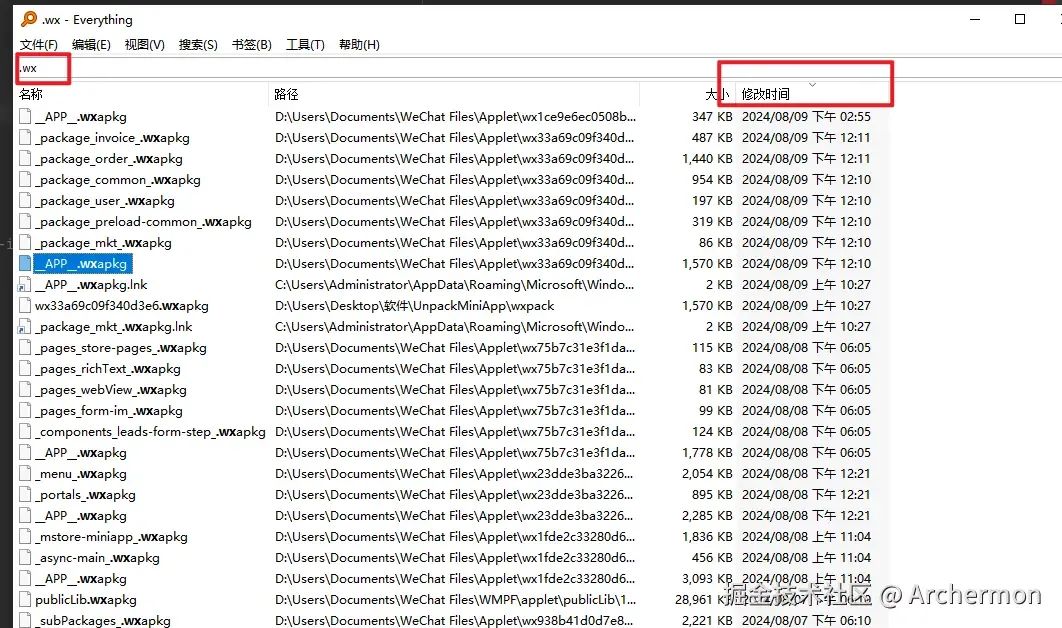 .wx - Everything
文件(F) 编辑(E) 视图(V) 搜索(S) 书签(B) 工具(T) 帮助(H)
.wx
名称 路径 大小 修改时间
__APP__.wxapkg D:\Users\Documents\WeChat Files\Applet\wx1ce9e6ec0508b... 347 KB 2024/08/09 下午 02:55
_package_invoice_.wxapkg D:\Users\Documents\WeChat Files\Applet\wx33a69c09f340d... 487 KB 2024/08/09 下午 12:11
_package_order_.wxapkg D:\Users\Documents\WeChat Files\Applet\wx33a69c09f340d... 1,440 KB 2024/08/09 下午 12:11
_package_common_.wxapkg D:\Users\Documents\WeChat Files\Applet\wx33a69c09f340d... 954 KB 2024/08/09 下午 12:10
_package_user_.wxapkg D:\Users\Documents\WeChat Files\Applet\wx33a69c09f340d... 197 KB 2024/08/09 下午 12:10
_package_preload-common_.wxapkg D:\Users\Documents\WeChat Files\Applet\wx33a69c09f340d... 319 KB 2024/08/09 下午 12:10
_package_mkt_.wxapkg D:\Users\Documents\WeChat Files\Applet\wx33a69c09f340d... 86 KB 2024/08/09 下午 12:10
__APP__.wxapkg D:\Users\Documents\WeChat Files\Applet\wx33a69c09f340d... 1,570 KB 2024/08/09 下午 12:10
__APP__.wxapkg.lnk C:\Users\Administrator\AppData\Roaming\Microsoft\Windo... 2 KB 2024/08/09 上午 10:27
wx33a69c09f340d3e6.wxapkg D:\Users\Desktop\软件\UnpackMiniApp\wxpack 1,570 KB 2024/08/09 上午 10:27
_package_mkt_.wxapkg.lnk C:\Users\Administrator\AppData\Roaming\Microsoft\Windo... 2 KB 2024/08/09 上午 10:27
_pages_store-pages_.wxapkg D:\Users\Documents\WeChat Files\Applet\wx75b7c31e3f1da... 115 KB 2024/08/08 下午 06:05
_pages_richText_.wxapkg D:\Users\Documents\WeChat Files\Applet\wx75b7c31e3f1da... 83 KB 2024/08/08 下午 06:05
_pages_webView_.wxapkg D:\Users\Documents\WeChat Files\Applet\wx75b7c31e3f1da... 81 KB 2024/08/08 下午 06:05
_pages_form-im_.wxapkg D:\Users\Documents\WeChat Files\Applet\wx75b7c31e3f1da... 99 KB 2024/08/08 下午 06:05
_components_leads-form-step_.wxapkg D:\Users\Documents\WeChat Files\Applet\wx75b7c31e3f1da... 124 KB 2024/08/08 下午 06:05
__APP__.wxapkg D:\Users\Documents\WeChat Files\Applet\wx75b7c31e3f1da... 1,778 KB 2024/08/08 下午 06:05
_menu_.wxapkg D:\Users\Documents\WeChat Files\Applet\wx23dde3ba3226... 2,054 KB 2024/08/08 下午 12:21
_portals_.wxapkg D:\Users\Documents\WeChat Files\Applet\wx23dde3ba3226... 895 KB 2024/08/08 下午 12:21
__APP__.wxapkg D:\Users\Documents\WeChat Files\Applet\wx23dde3ba3226... 2,285 KB 2024/08/08 下午 12:21
_mstore-miniapp_.wxapkg D:\Users\Documents\WeChat Files\Applet\wx1fde2c33280d6... 1,836 KB 2024/08/08 上午 11:04
_async-main_.wxapkg D:\Users\Documents\WeChat Files\Applet\wx1fde2c33280d6... 456 KB 2024/08/08 上午 11:04
__APP__.wxapkg D:\Users\Documents\WeChat Files\Applet\wx1fde2c33280d6... 3,093 KB 2024/08/08 上午 11:04
publicLib.wxapkg D:\Users\Documents\WeChat Files\WMPF\applet\publicLib\1... 28,961 KB
掘金技术社区 @ Archermon
_subPackages_.wxapkg D:\Users\Documents\WeChat Files\Applet\wx938b41d0d7e8... 2,221 KB 2024/08/07 下午 06:10